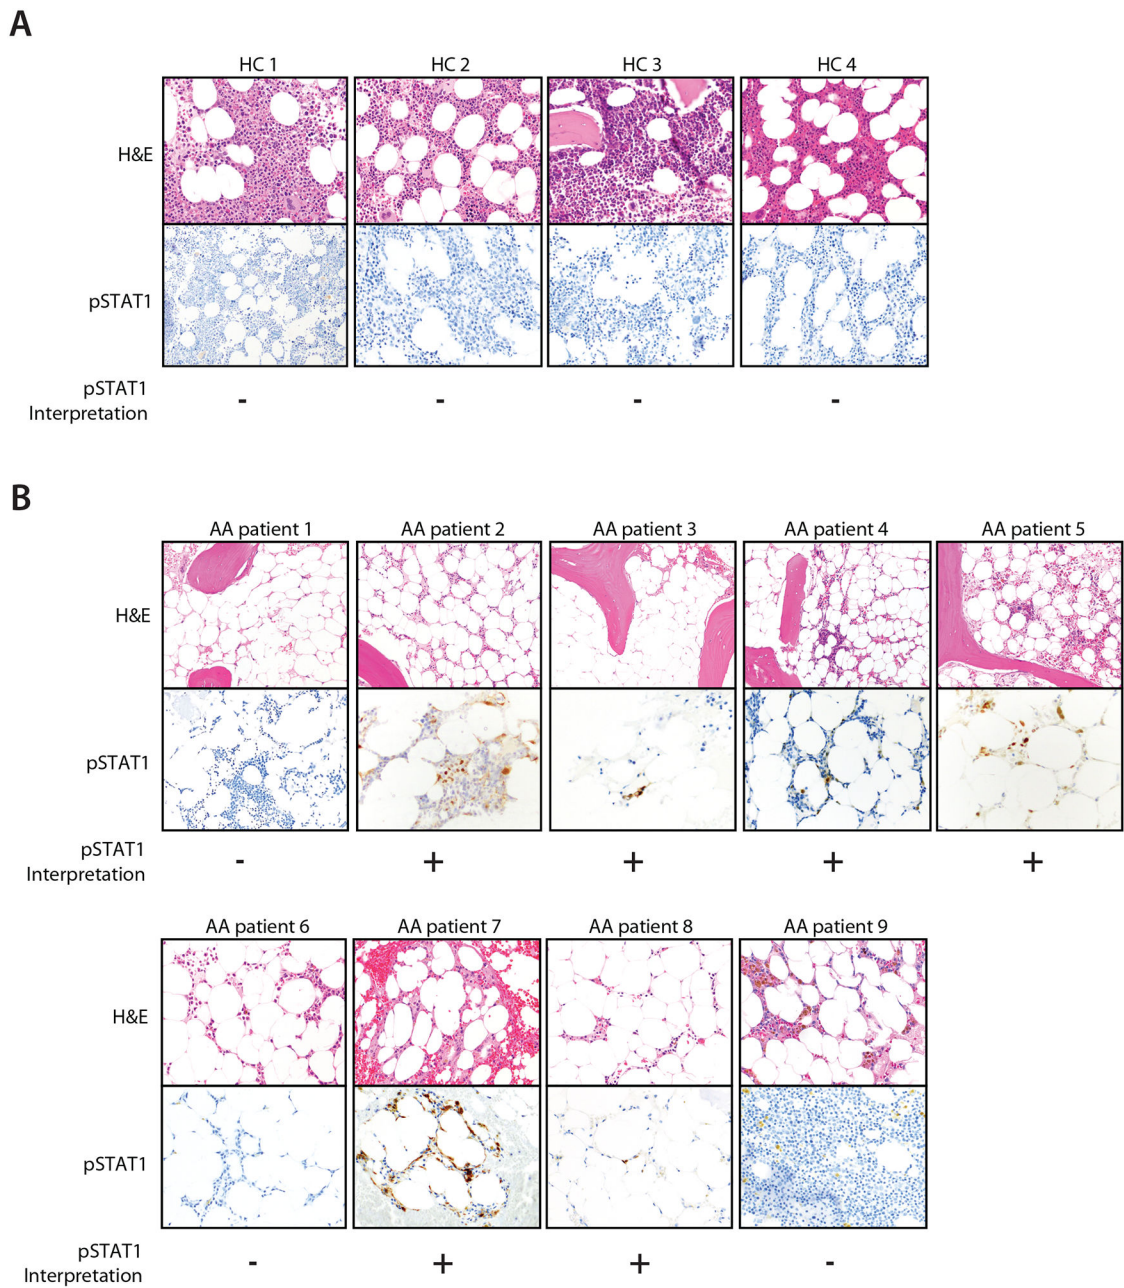 A
HC 1 HC 2 HC 3 HC 4
H&E
pSTAT1
pSTAT1
Interpretation
- - - -
B
AA patient 1 AA patient 2 AA patient 3 AA patient 4 AA patient 5
H&E
pSTAT1
pSTAT1
Interpretation
- + + + +
AA patient 6 AA patient 7 AA patient 8 AA patient 9
H&E
pSTAT1
pSTAT1
Interpretation
- + + -